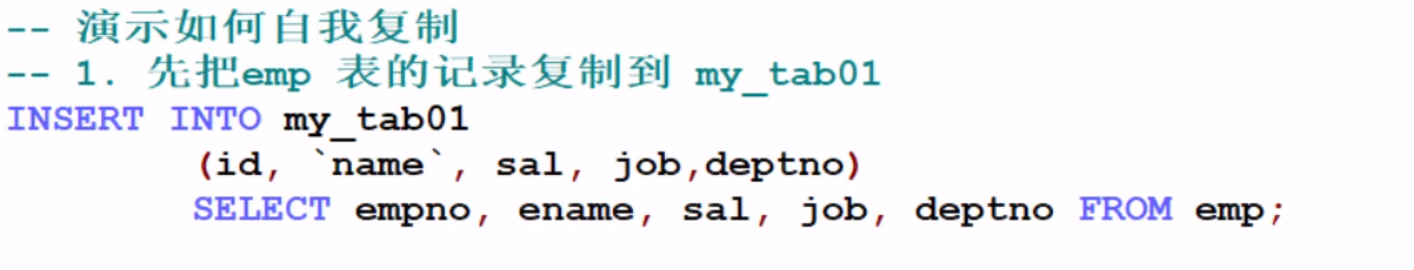 -- 演示如何自我复制
-- 1. 先把emp 表的记录复制到 my_tab01
INSERT INTO my_tab01
(id, `name`, sal, job,deptno)
SELECT empno, ename, sal, job, deptno FROM emp;